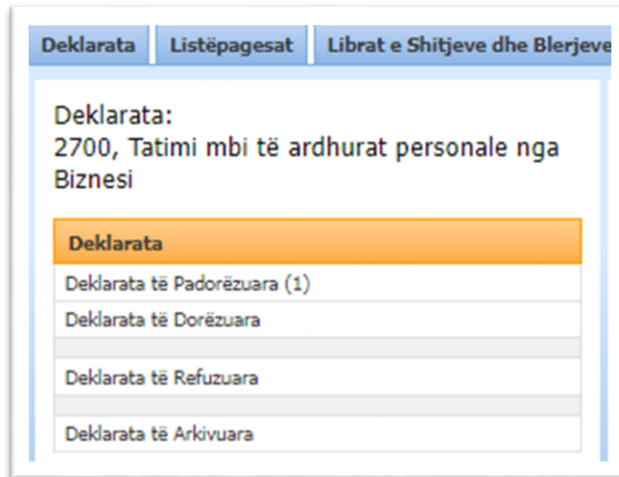 Deklarata Listëpagesat Librat e Shitjeve dhe Blerjeve
Deklarata:
2700, Tatimi mbi të ardhurat personale nga
Biznesi
Deklarata
Deklarata të Padorëzuara (1)
Deklarata të Dorëzuara
Deklarata të Refuzuara
Deklarata të Arkivuara